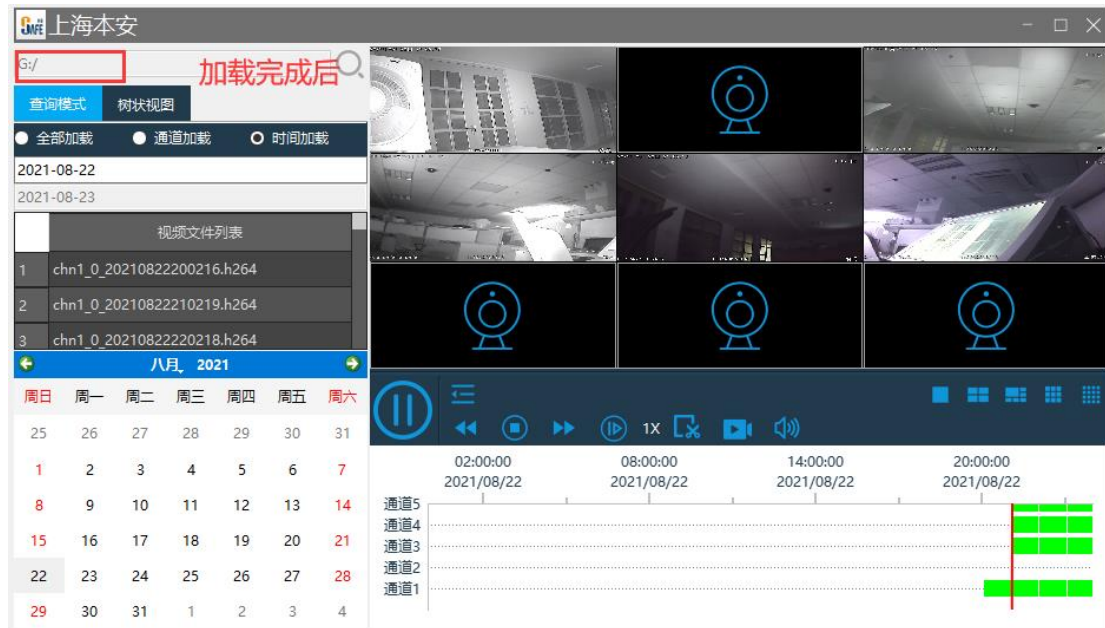 SAFE 上海本安
G:/
加载完成后
查询模式 树状视图
全部加载 通道加载 时间加载
2021-08-22
2021-08-23
视频文件列表
1 chn1_0_20210822200216.h264
2 chn1_0_20210822210219.h264
3 chn1_0_20210822220218.h264
八月, 2021
周日 周一 周二 周三 周四 周五 周六
25 26 27 28 29 30 31
1 2 3 4 5 6 7
8 9 10 11 12 13 14
15 16 17 18 19 20 21
22 23 24 25 26 27 28
29 30 31 1 2 3 4
1X
02:00:00 08:00:00 14:00:00 20:00:00
2021/08/22 2021/08/22 2021/08/22 2021/08/22
通道5
通道4
通道3
通道2
通道1